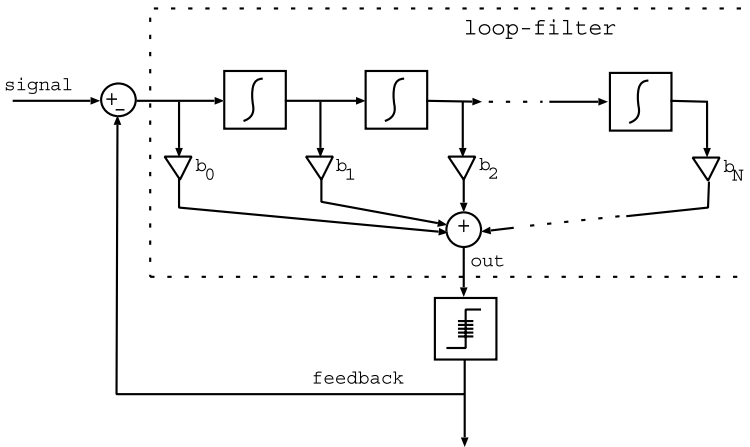 loop-filter
signal
+
−
b0
b1
b2
bN
+
out
feedback